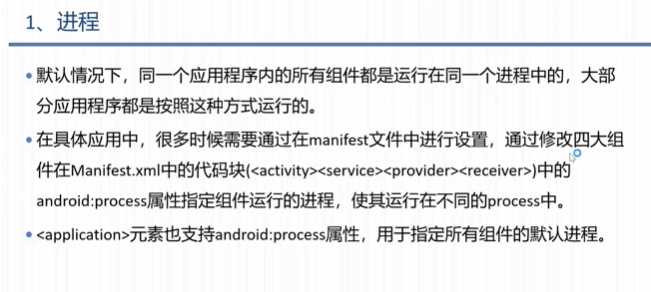 1、进程
•默认情况下，同一个应用程序内的所有组件都是运行在同一个进程中的，大部
分应用程序都是按照这种方式运行的。
•在具体应用中，很多时候需要通过在manifest文件中进行设置，通过修改四大组
件在Manifest.xml中的代码块(<activity><service><provider><receiver>)中的
android:process属性指定组件运行的进程，使其运行在不同的process中。
•<application>元素也支持android:process属性，用于指定所有组件的默认进程。